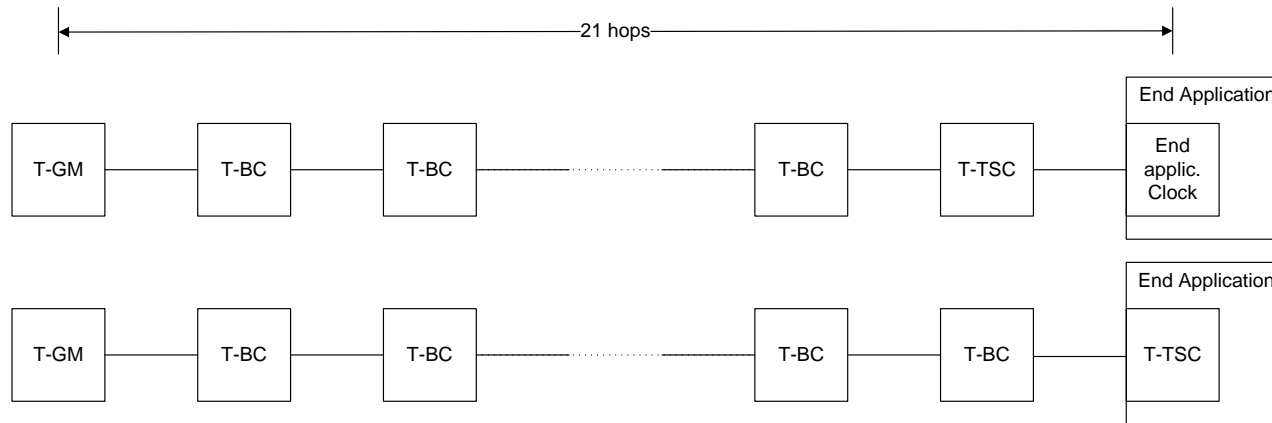 21 hops
End Application
T-GM
T-BC
T-BC
T-BC
T-TSC
End
applic.
Clock
End Application
T-GM
T-BC
T-BC
T-BC
T-BC
T-TSC